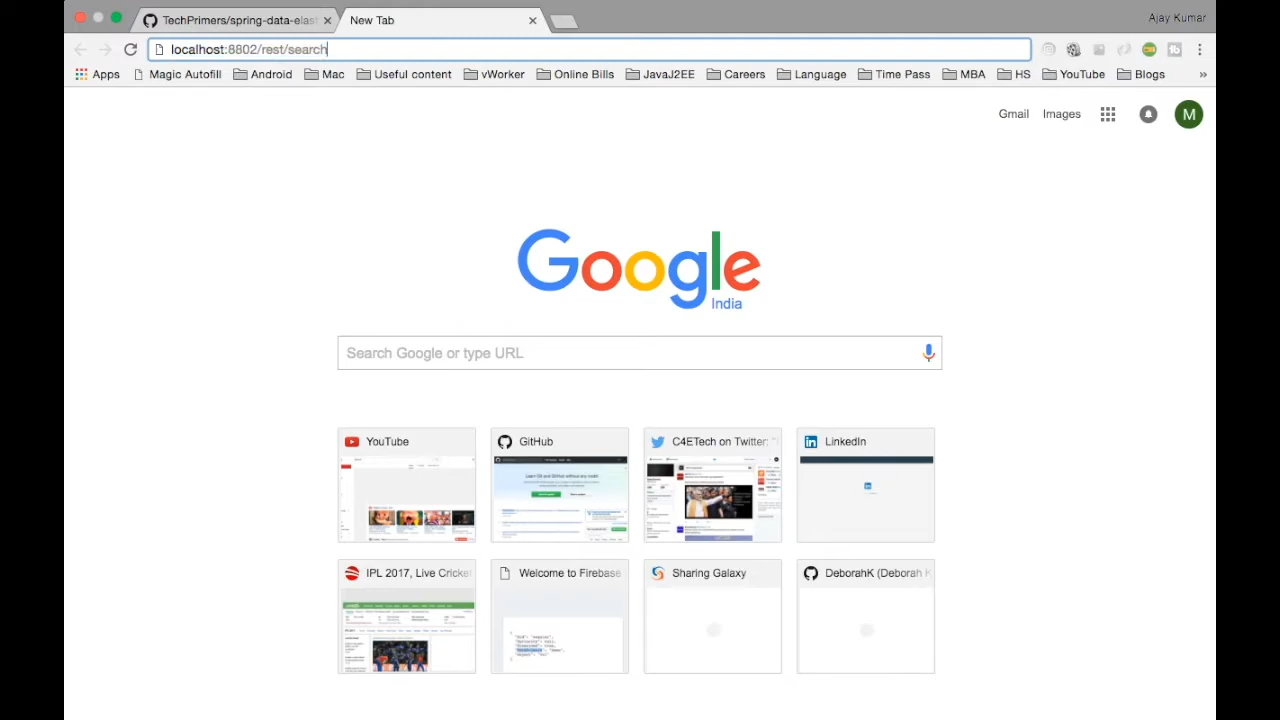 TechPrimers/spring-data-elast
New Tab
Ajay Kumar
localhost:8802/rest/search
Apps
Magic Autofill
Android
Mac
Useful content
vWorker
Online Bills
JavaJ2EE
Careers
Language
Time Pass
MBA
HS
YouTube
Blogs
»
Gmail
Images
M
Google
India
Search Google or type URL
YouTube
GitHub
C4ETech on Twitter: "
LinkedIn
IPL 2017, Live Cricke
Welcome to Firebase
Sharing Galaxy
DeborahK (Deborah K